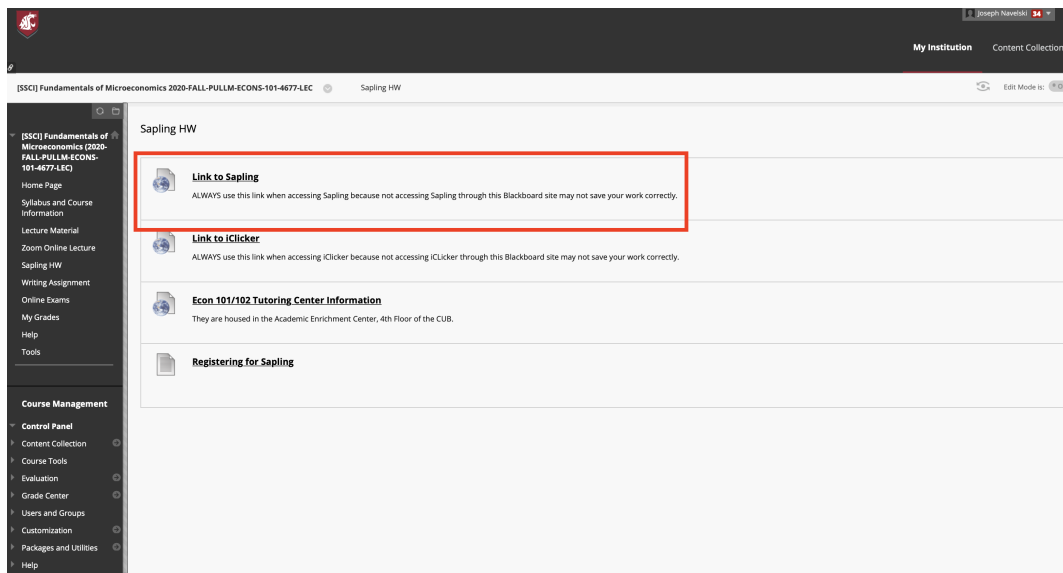 Joseph Navelski 34
My Institution
Content Collection
[SSCI] Fundamentals of Microeconomics 2020-FALL-PULLM-ECONS-101-4677-LEC
Sapling HW
Edit Mode is:
[SSCI] Fundamentals of
Microeconomics (2020-
FALL-PULLM-ECONS-
101-4677-LEC)
Home Page
Syllabus and Course
Information
Lecture Material
Zoom Online Lecture
Sapling HW
Writing Assignment
Online Exams
My Grades
Help
Tools
Course Management
Control Panel
Content Collection
Course Tools
Evaluation
Grade Center
Users and Groups
Customization
Packages and Utilities
Help
Sapling HW
Link to Sapling
ALWAYS use this link when accessing Sapling because not accessing Sapling through this Blackboard site may not save your work correctly.
Link to iClicker
ALWAYS use this link when accessing iClicker because not accessing iCLicker through this Blackboard site may not save your work correctly.
Econ 101/102 Tutoring Center Information
They are housed in the Academic Enrichment Center, 4th Floor of the CUB.
Registering for Sapling